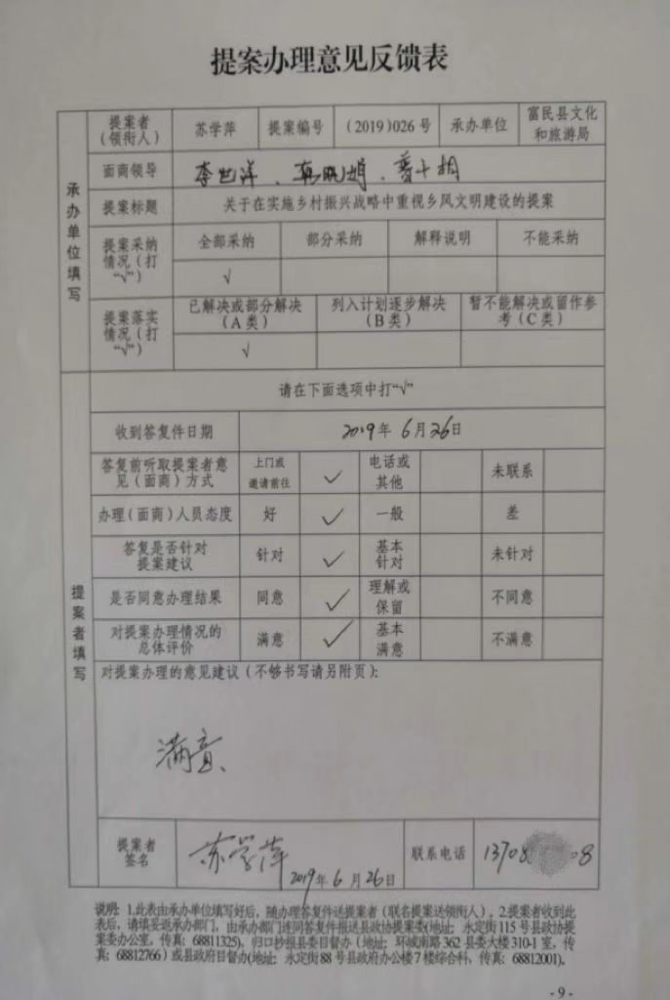 提案办理意见反馈表
承办单位填写
提案者(领衔人) 苏学萍 提案编号 (2019)026号 承办单位 富民县文化和旅游局
面商领导 李世洋、
提案标题 关于在实施乡村振兴战略中重视乡风文明建设的提案
提案采纳情况(打“√”) 全部采纳 部分采纳 解释说明 不能采纳
√
提案落实情况(打“√”) 已解决或部分解决(A类) 列入计划逐步解决(B类) 暂不能解决或留作参考(C类)
√
提案者填写
请在下面选项中打“√”
收到答复件日期 2019年6月26日
答复前听取提案者意见(面商)方式 上门或邀请前往 ✓ 电话或其他 未联系
办理(面商)人员态度 好 ✓ 一般 差
答复是否针对提案建议 针对 ✓ 基本针对 未针对
是否同意办理结果 同意 ✓ 理解或保留 不同意
对提案办理情况的总体评价 满意 ✓ 基本满意 不满意
对提案办理的意见建议(不够书写请另附页):
满意、
提案者签名 苏学萍 2019年6月26日 联系电话 13708 08
说明: 1.此表由承办单位填写好后，随办理答复件送提案者(联名提案送领衔人)。2.提案者收到此
表后，请填妥返承办部门，由承办部门连同答复件报送县政协提案委(地址: 永定街115号县政协提
案委办公室，传真: 68811325)。归口抄报县委目督办(地址: 环城南路362县委大楼310-1室，传
真: 68812766)或县政府目督办(地址: 永定街88号县政府办公楼7楼综合科，传真: 68812001)。
-9-